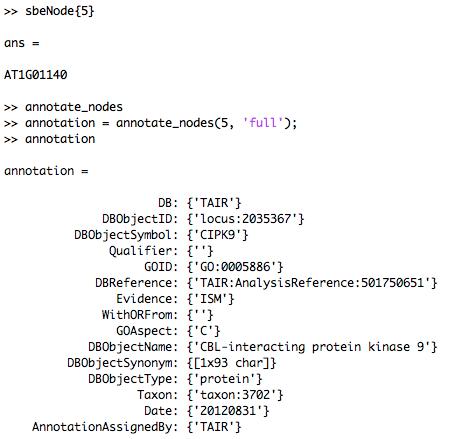 >> sbeNode{5}
ans =
AT1G01140
>> annotate_nodes
>> annotation = annotate_nodes(5, 'full');
>> annotation
annotation =
DB: {'TAIR'}
DBObjectID: {'locus:2035367'}
DBObjectSymbol: {'CIPK9'}
Qualifier: {''}
GOID: {'GO:0005886'}
DBReference: {'TAIR:AnalysisReference:501750651'}
Evidence: {'ISM'}
WithORFrom: {''}
GOAspect: {'C'}
DBObjectName: {'CBL-interacting protein kinase 9'}
DBObjectSynonym: {[1x93 char]}
DBObjectType: {'protein'}
Taxon: {'taxon:3702'}
Date: {'20120831'}
AnnotationAssignedBy: {'TAIR'}